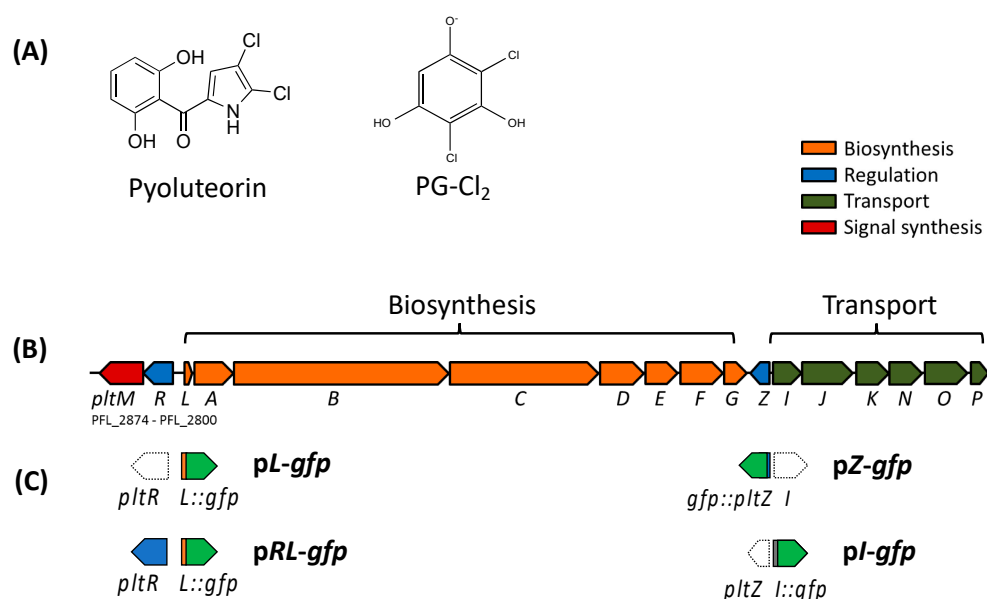 (A)
OH
OH
O
N
H
Cl
Cl
Pyoluteorin
O-
Cl
OH
Cl
HO
PG-Cl2
Biosynthesis
Regulation
Transport
Signal synthesis
Biosynthesis
Transport
(B)
pltM R L A B C D E F G Z I J K N O P
PFL_2874 - PFL_2800
(C)
pL-gfp
pltR L::gfp
pZ-gfp
gfp::pltZ I
pRL-gfp
pltR L::gfp
pI-gfp
pltZ I::gfp